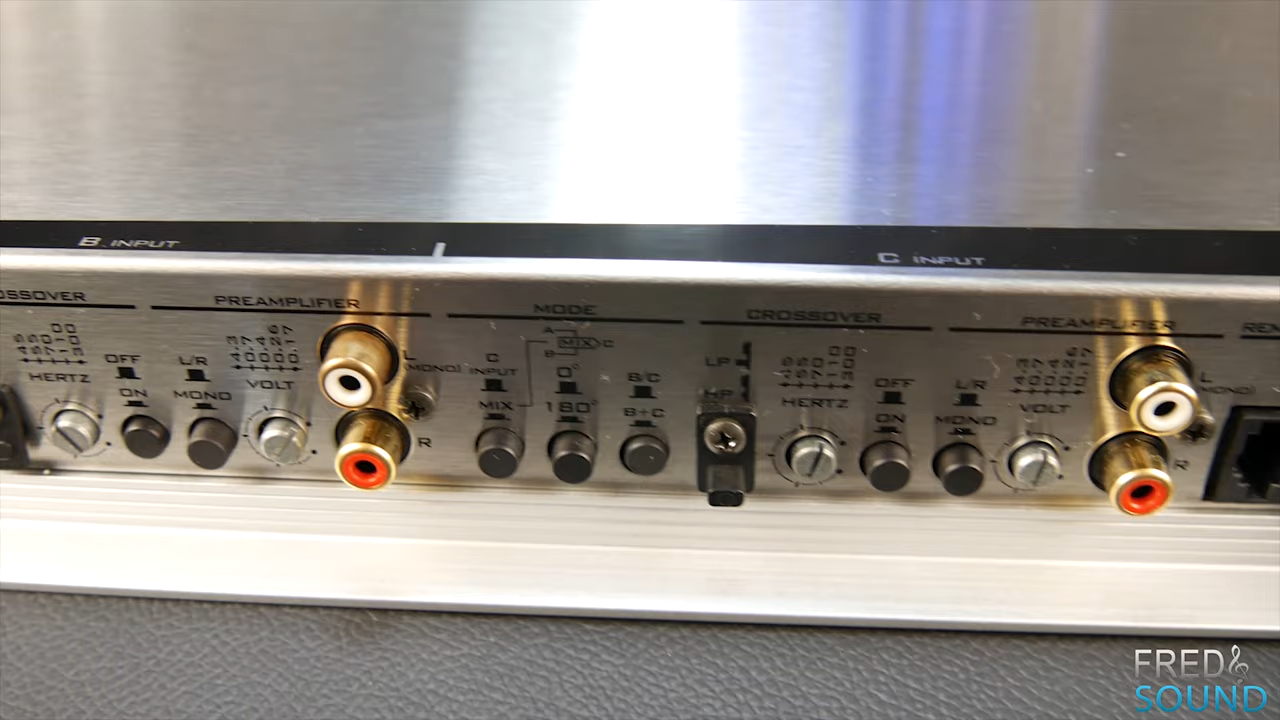 B INPUT
C INPUT
OSSOVER
PREAMPLIFIER
MODE
CROSSOVER
PREAMPLIFIER
HERTZ
OFF
ON
L/R
MONO
VOLT
L
(MONO)
R
C
INPUT
MIX
A
B
MIX
C
0°
180°
B/C
B+C
LP
HP
HERTZ
OFF
ON
L/R
MONO
VOLT
L
(MONO)
R
FRED
SOUND